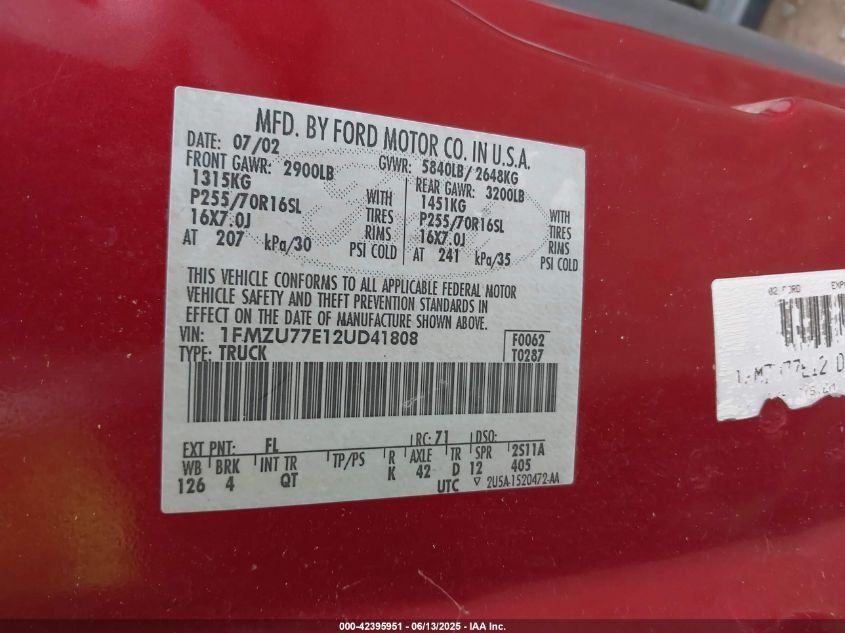 MFD. BY FORD MOTOR CO. IN U.S.A.
DATE: 07/02 GVWR: 5840LB/ 2648KG
FRONT GAWR: 2900LB REAR GAWR: 3200LB
1315KG WITH 1451KG WITH
P255/70R16SL TIRES P255/70R16SL TIRES
16X7.0J RIMS 16X7.0J RIMS
AT 207 kPa/30 PSI COLD AT 241 kPa/35 PSI COLD
THIS VEHICLE CONFORMS TO ALL APPLICABLE FEDERAL MOTOR
VEHICLE SAFETY AND THEFT PREVENTION STANDARDS IN
EFFECT ON THE DATE OF MANUFACTURE SHOWN ABOVE.
VIN: 1FMZU77E12UD41808 F0062
TYPE: TRUCK T0287
EXT PNT: FL RC: 71 DSO:
WB BRK INT TR TP/PS R AXLE TR SPR 2S11A
126 4 QT K 42 D 12 405
UTC ▽ 2U5A-1520472-AA
02 FORD
000-42395951 - 06/13/2025 - IAA Inc.